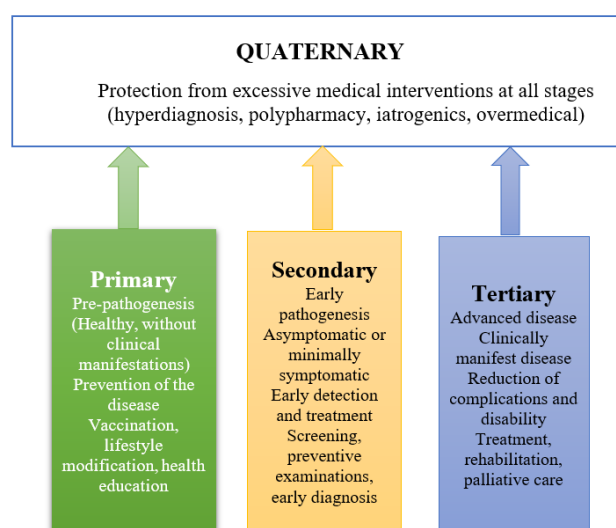 QUATERNARY
Protection from excessive medical interventions at all stages
(hyperdiagnosis, polypharmacy, iatrogenics, overmedical)
Primary
Pre-pathogenesis
(Healthy, without
clinical
manifestations)
Prevention of the
disease
Vaccination,
lifestyle
modification, health
education
Secondary
Early
pathogenesis
Asymptomatic or
minimally
symptomatic
Early detection
and treatment
Screening,
preventive
examinations,
early diagnosis
Tertiary
Advanced disease
Clinically
manifest disease
Reduction of
complications and
disability
Treatment,
rehabilitation,
palliative care